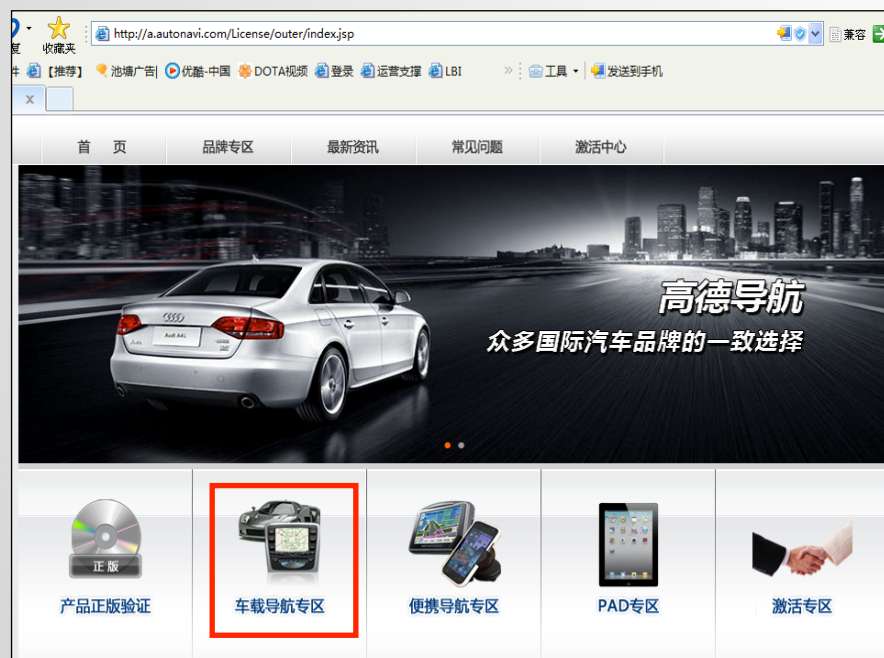 http://a.autonavi.com/License/outer/index.jsp
兼容
收藏夹
【推荐】 池塘广告 优酷-中国 DOTA视频 登录 运营支撑 LBI » 工具 发送到手机
x
首 页 品牌专区 最新资讯 常见问题 激活中心
高德导航
众多国际汽车品牌的一致选择
Audi A4L
正版
产品正版验证 车载导航专区 便携导航专区 PAD专区 激活专区